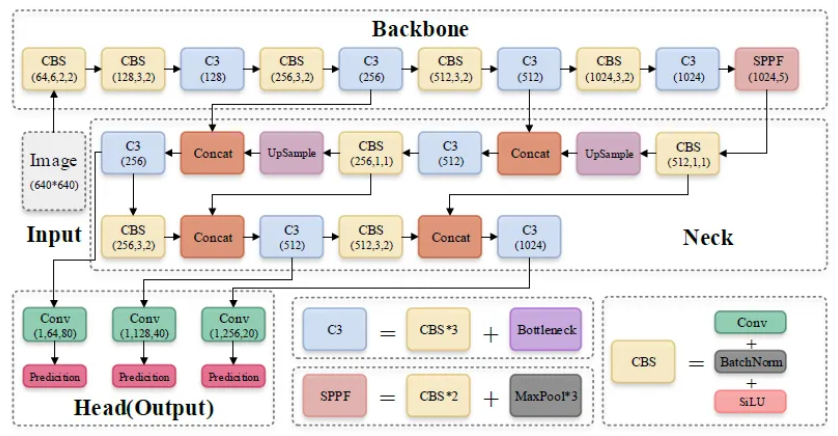 Backbone
CBS
(64,6,2,2)
CBS
(128,3,2)
C3
(128)
CBS
(256,3,2)
C3
(256)
CBS
(512,3,2)
C3
(512)
CBS
(1024,3,2)
C3
(1024)
SPPF
(1024,5)
Image
(640*640)
Input
C3
(256)
Concat
UpSample
CBS
(256,1,1)
C3
(512)
Concat
UpSample
CBS
(512,1,1)
CBS
(256,3,2)
Concat
C3
(512)
CBS
(512,3,2)
Concat
C3
(1024)
Neck
Conv
(1,64,80)
Conv
(1,128,40)
Conv
(1,256,20)
Predicition
Predicition
Predicition
Head(Output)
C3 = CBS*3 + Bottleneck
SPPF = CBS*2 + MaxPool*3
CBS =
Conv
+
BatchNorm
+
SiLU